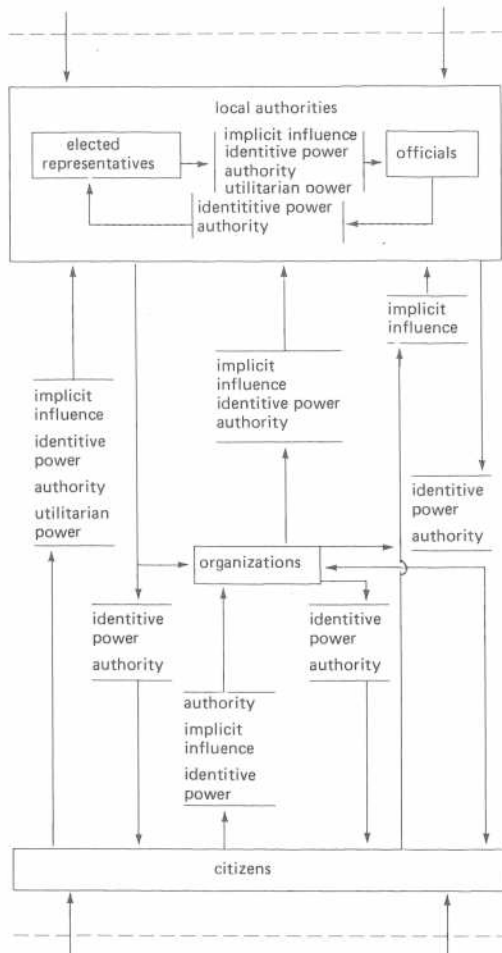 local authorities
elected
representatives
implicit influence
identitive power
authority
utilitarian power
officials
identititive power
authority
implicit
influence
implicit
influence
identitive
power
authority
utilitarian
power
implicit
influence
identitive power
authority
identitive
power
authority
organizations
identitive
power
authority
identitive
power
authority
authority
implicit
influence
identitive
power
citizens